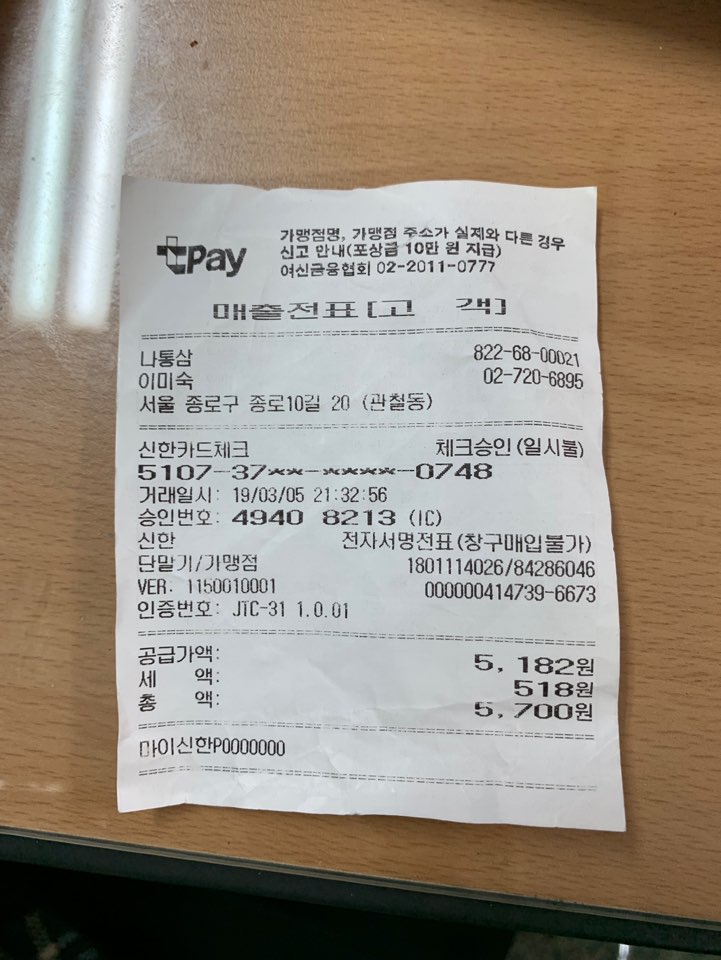 tPay
가맹점명, 가맹점 주소가 실제와 다른 경우
신고 안내(포상금 10만 원 지급)
여신금융협회 02-2011-0777
매출전표[고 객]
나통삼 822-68-00021
이미숙 02-720-6895
서울 종로구 종로10길 20 (관철동)
신한카드체크 체크승인(일시불)
5107-37**-****-0748
거래일시: 19/03/05 21:32:56
승인번호: 4940 8213 (IC)
신한 전자서명전표(창구매입불가)
단말기/가맹점 1801114026/84286046
VER: 1150010001 000000414739-6673
인증번호: JTC-31 1.0.01
공급가액: 5,182원
세 액: 518원
총 액: 5,700원
마이신한P0000000